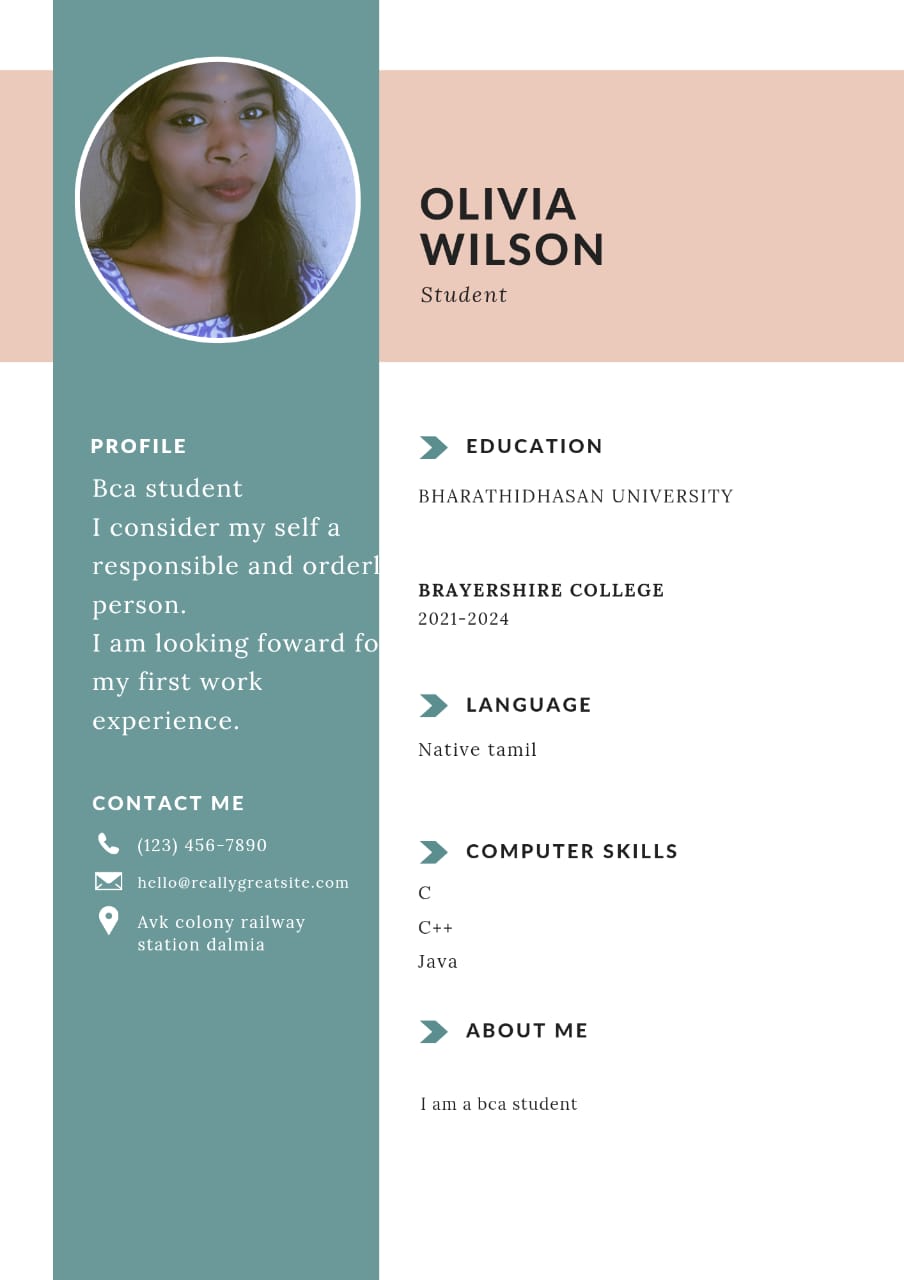 OLIVIA
WILSON
Student
PROFILE
Bca student
I consider my self a
responsible and orderl
person.
I am looking foward fo
my first work
experience.
CONTACT ME
(123) 456-7890
hello@reallygreatsite.com
Avk colony railway
station dalmia
EDUCATION
BHARATHIDHASAN UNIVERSITY
BRAYERSHIRE COLLEGE
2021-2024
LANGUAGE
Native tamil
COMPUTER SKILLS
C
C++
Java
ABOUT ME
I am a bca student